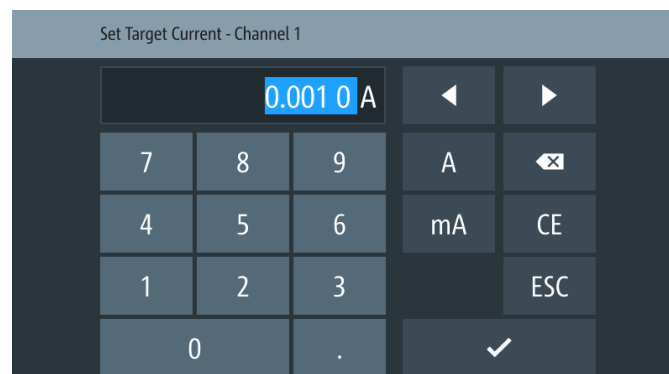 Set Target Current - Channel 1
0.001 0 A
7 8 9 A
4 5 6 mA CE
1 2 3 ESC
0 .